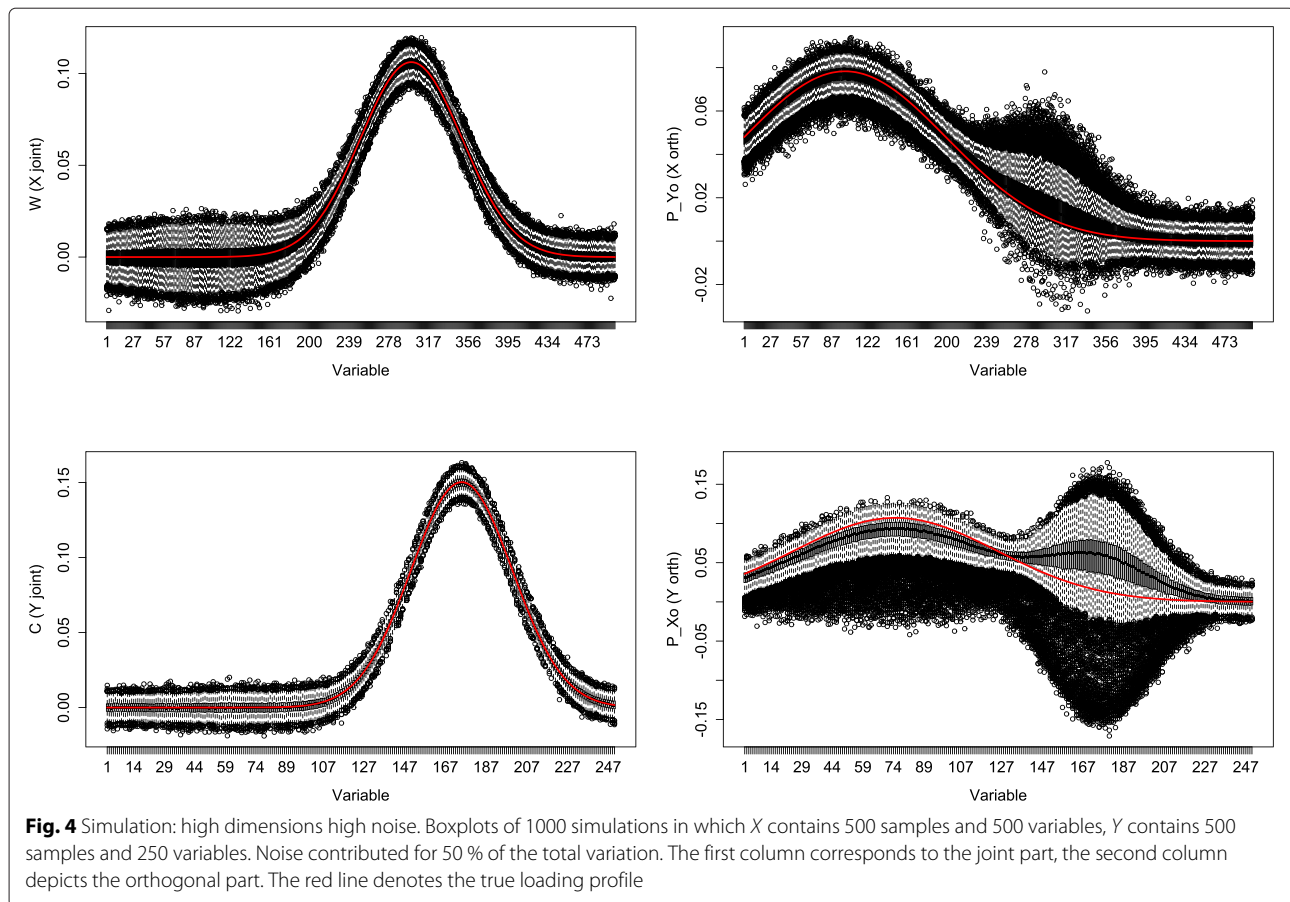 W (X joint)
0.00 0.05 0.10
1 27 57 87 122 161 200 239 278 317 356 395 434 473
Variable
P_Yo (X orth)
-0.02 0.02 0.06
1 27 57 87 122 161 200 239 278 317 356 395 434 473
Variable
C (Y joint)
0.00 0.05 0.10 0.15
1 14 29 44 59 74 89 107 127 147 167 187 207 227 247
Variable
P_Xo (Y orth)
-0.15 -0.05 0.05 0.15
1 14 29 44 59 74 89 107 127 147 167 187 207 227 247
Variable
Fig. 4 Simulation: high dimensions high noise. Boxplots of 1000 simulations in which X contains 500 samples and 500 variables, Y contains 500
samples and 250 variables. Noise contributed for 50 % of the total variation. The first column corresponds to the joint part, the second column
depicts the orthogonal part. The red line denotes the true loading profile